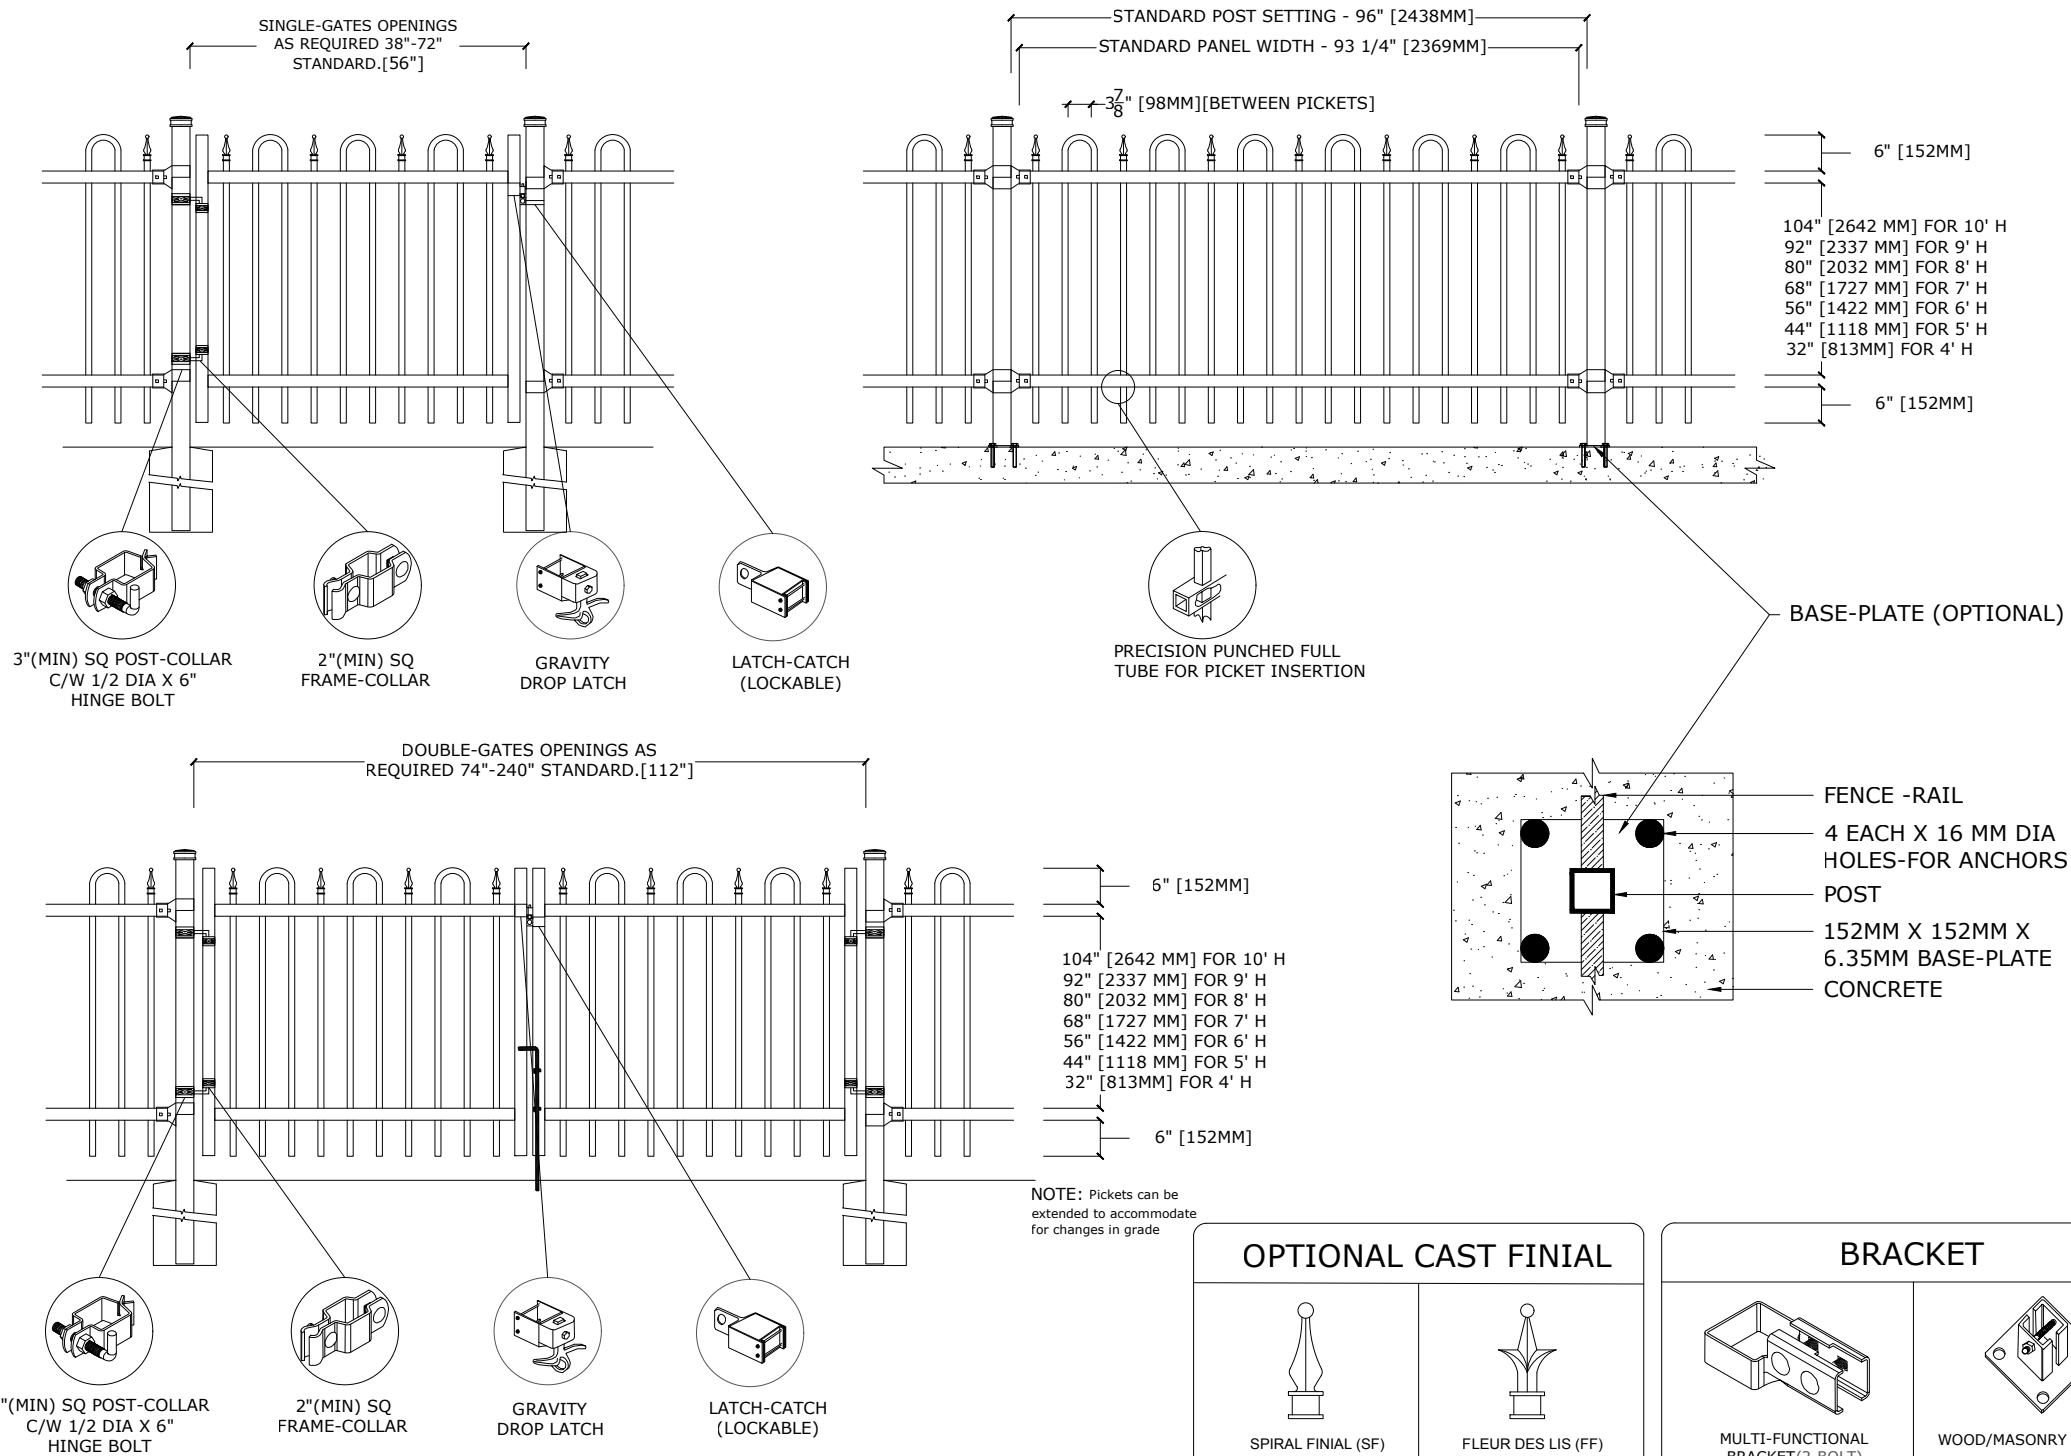 SINGLE-GATES OPENINGS
AS REQUIRED 38"-72"
STANDARD.[56"]
STANDARD POST SETTING - 96" [2438MM]
STANDARD PANEL WIDTH - 93 1/4" [2369MM]
3 7/8" [98MM][BETWEEN PICKETS]
6" [152MM]
104" [2642 MM] FOR 10' H
92" [2337 MM] FOR 9' H
80" [2032 MM] FOR 8' H
68" [1727 MM] FOR 7' H
56" [1422 MM] FOR 6' H
44" [1118 MM] FOR 5' H
32" [813MM] FOR 4' H
6" [152MM]
3"(MIN) SQ POST-COLLAR
C/W 1/2 DIA X 6"
HINGE BOLT
2"(MIN) SQ
FRAME-COLLAR
GRAVITY
DROP LATCH
LATCH-CATCH
(LOCKABLE)
PRECISION PUNCHED FULL
TUBE FOR PICKET INSERTION
BASE-PLATE (OPTIONAL)
FENCE -RAIL
4 EACH X 16 MM DIA
HOLES-FOR ANCHORS
POST
152MM X 152MM X
6.35MM BASE-PLATE
CONCRETE
DOUBLE-GATES OPENINGS AS
REQUIRED 74"-240" STANDARD.[112"]
6" [152MM]
104" [2642 MM] FOR 10' H
92" [2337 MM] FOR 9' H
80" [2032 MM] FOR 8' H
68" [1727 MM] FOR 7' H
56" [1422 MM] FOR 6' H
44" [1118 MM] FOR 5' H
32" [813MM] FOR 4' H
6" [152MM]
NOTE: Pickets can be
extended to accommodate
for changes in grade
"(MIN) SQ POST-COLLAR
C/W 1/2 DIA X 6"
HINGE BOLT
2"(MIN) SQ
FRAME-COLLAR
GRAVITY
DROP LATCH
LATCH-CATCH
(LOCKABLE)
OPTIONAL CAST FINIAL
SPIRAL FINIAL (SF)
FLEUR DES LIS (FF)
BRACKET
MULTI-FUNCTIONAL
BRACKET(2-BOLT)
WOOD/MASONRY